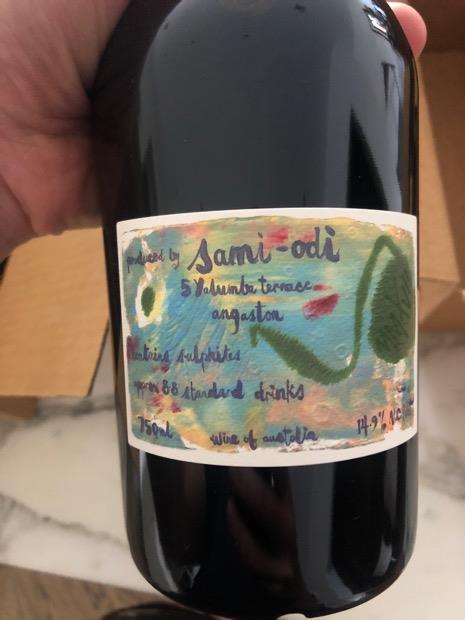 produced by sami-odi
5 Yalumba terrace
angaston
Contains sulphites
approx 8.8 standard drinks
750ml wine of australia 14.9%